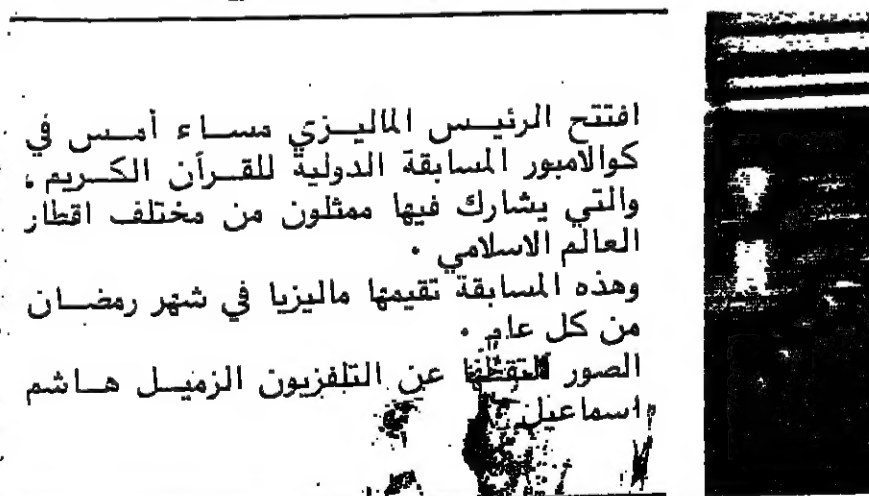 افتتح الرئيس الماليزي مساء أمس في
كوالامبور المسابقة الدولية للقرآن الكريم ،
والتي يشارك فيها ممثلون من مختلف اقطار
العالم الاسلامي .
وهذه المسابقة تقيمها ماليزيا في شهر رمضان
من كل عام .
الصور التقطها عن التلفزيون الزميل هاشم
اسماعيل .